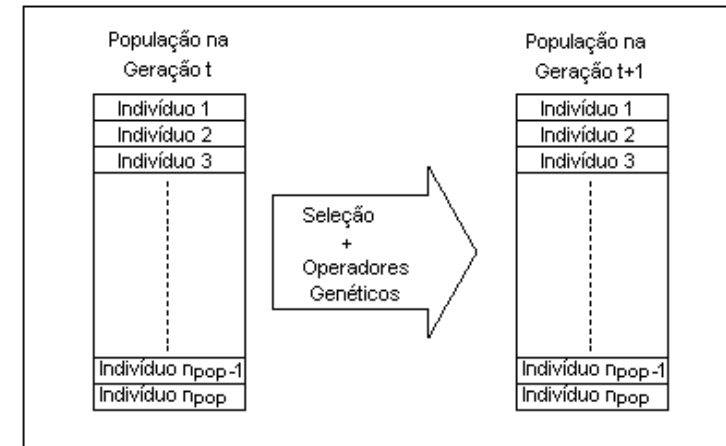 População na
Geração t
Indivíduo 1
Indivíduo 2
Indivíduo 3
Indivíduo npop-1
Indivíduo npop
Seleção
+
Operadores
Genéticos
População na
Geração t+1
Indivíduo 1
Indivíduo 2
Indivíduo 3
Indivíduo npop-1
Indivíduo npop